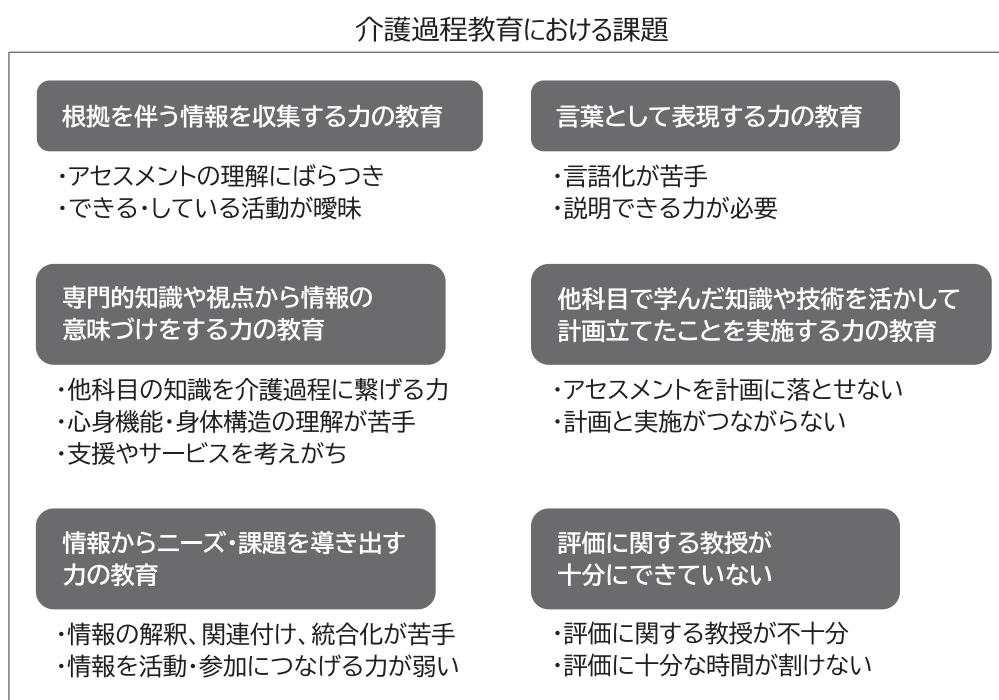 介護過程教育における課題
根拠を伴う情報を収集する力の教育
・アセスメントの理解にばらつき
・できる・している活動が曖昧
専門的知識や視点から情報の
意味づけをする力の教育
・他科目の知識を介護過程に繋げる力
・心身機能・身体構造の理解が苦手
・支援やサービスを考えがち
情報からニーズ・課題を導き出す
力の教育
・情報の解釈、関連付け、統合化が苦手
・情報を活動・参加につなげる力が弱い
言葉として表現する力の教育
・言語化が苦手
・説明できる力が必要
他科目で学んだ知識や技術を活かして
計画立てたことを実施する力の教育
・アセスメントを計画に落とせない
・計画と実施がつながらない
評価に関する教授が
十分にできていない
・評価に関する教授が不十分
・評価に十分な時間が割けない